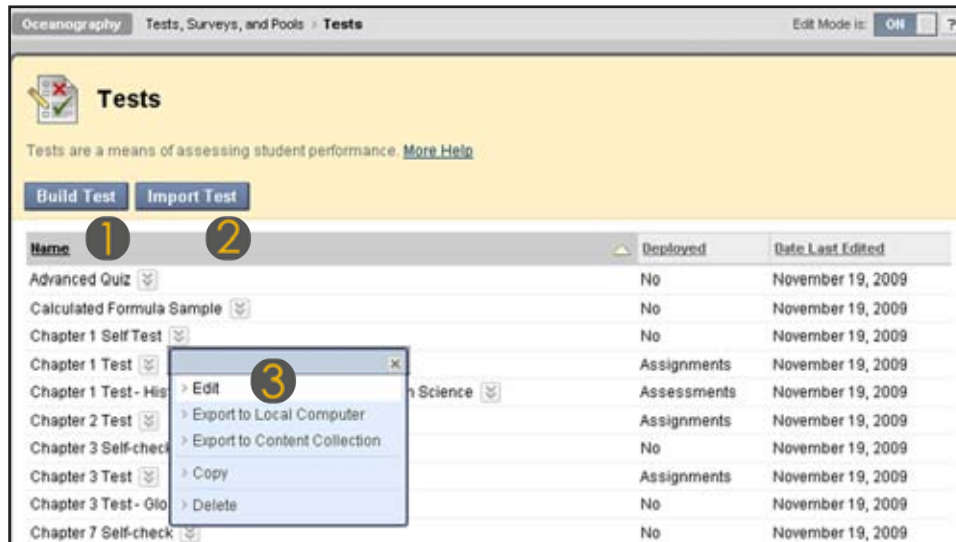 Oceanography Tests, Surveys, and Pools > Tests Edit Mode is: ON ?
Tests
Tests are a means of assessing student performance. More Help
Build Test Import Test
1 2
Name Deployed Date Last Edited
Advanced Quiz No November 19, 2009
Calculated Formula Sample No November 19, 2009
Chapter 1 Self Test No November 19, 2009
Chapter 1 Test Assignments November 19, 2009
Chapter 1 Test - His n Science Assessments November 19, 2009
Chapter 2 Test Assignments November 19, 2009
Chapter 3 Self-check No November 19, 2009
Chapter 3 Test Assignments November 19, 2009
Chapter 3 Test - Glo No November 19, 2009
Chapter 7 Self-check No November 19, 2009
3
> Edit
> Export to Local Computer
> Export to Content Collection
> Copy
> Delete